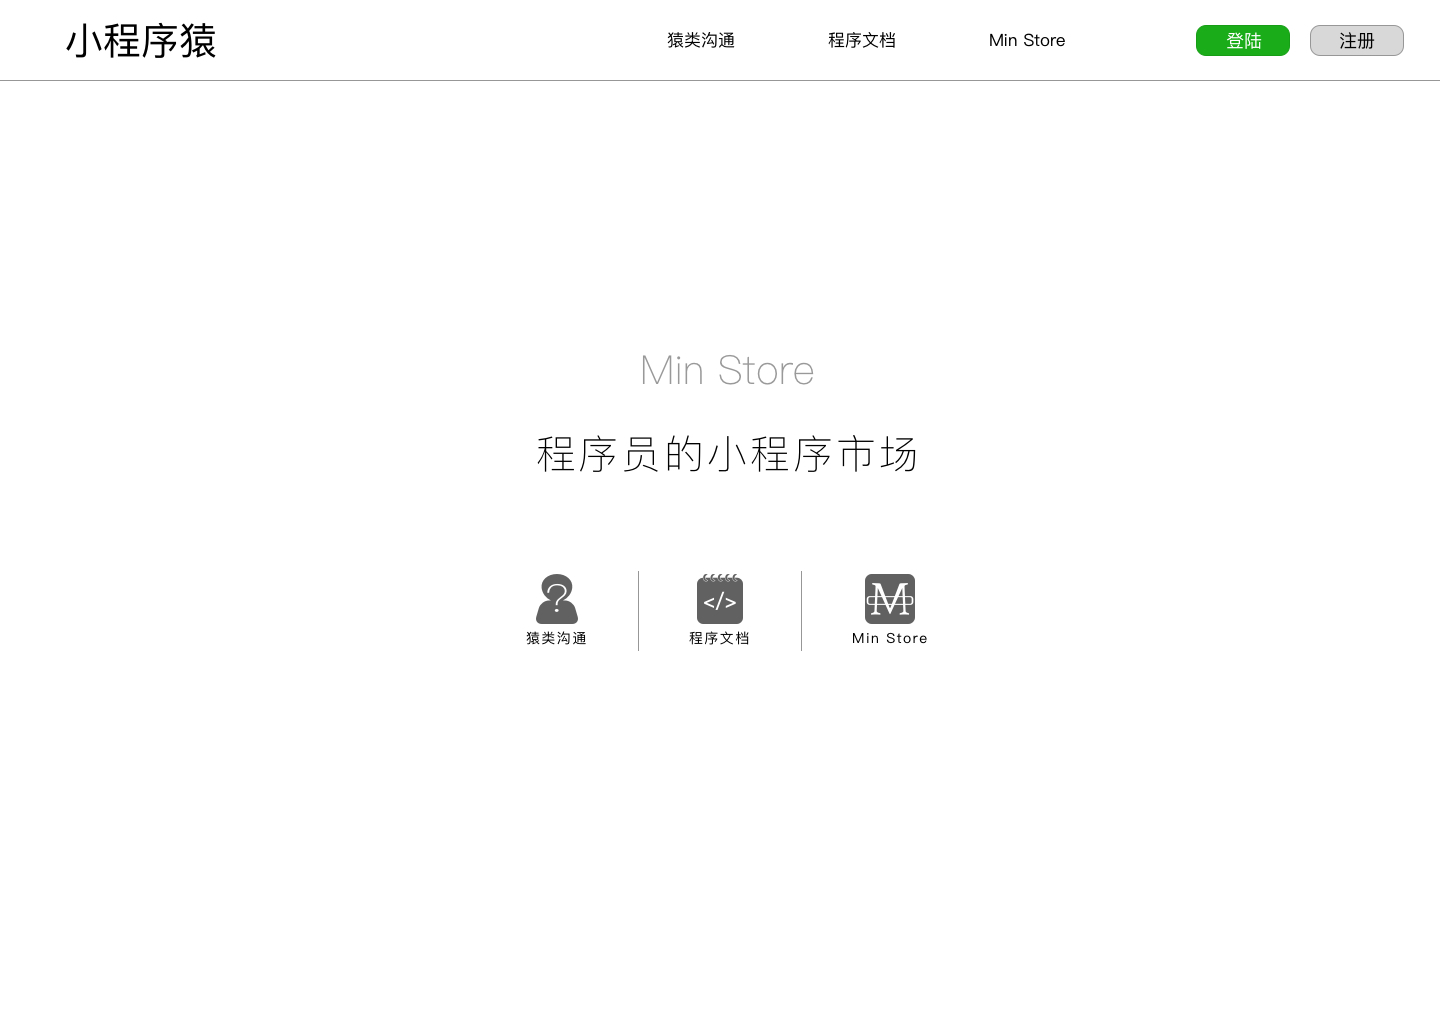 小程序猿
猿类沟通 程序文档 Min Store 登陆 注册
Min Store
程序员的小程序市场
? </> M
猿类沟通 程序文档 Min Store